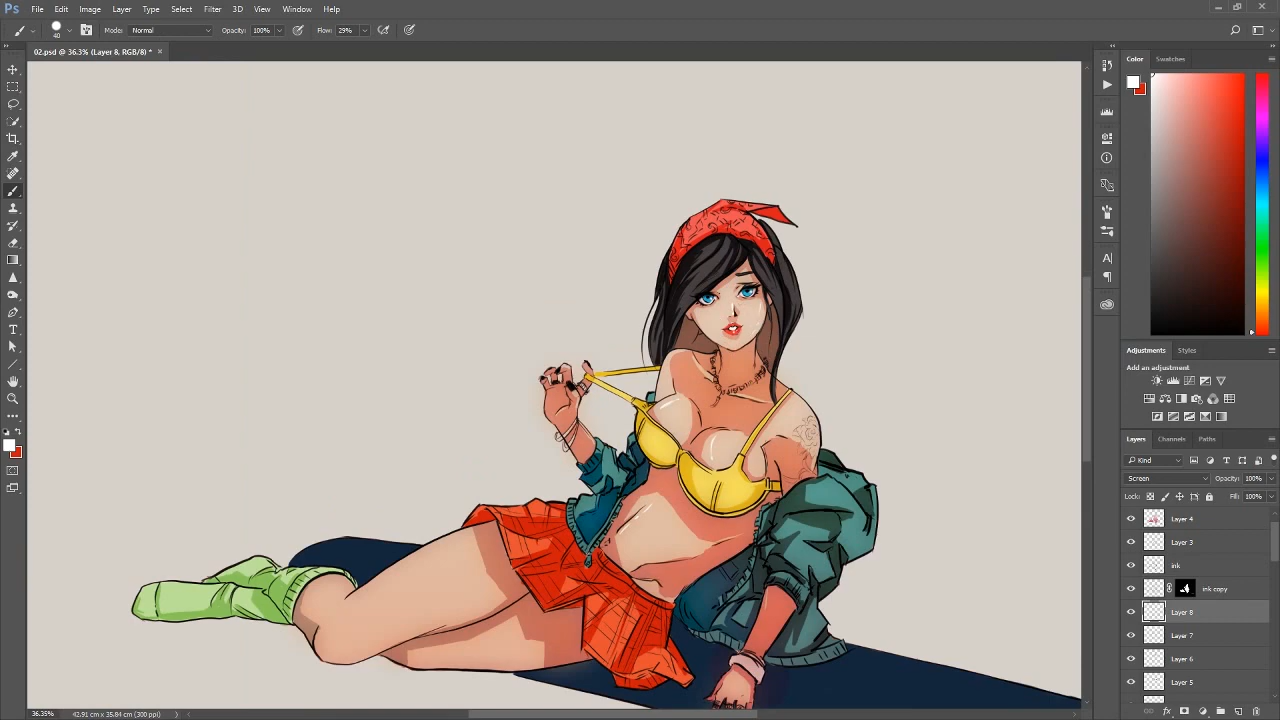 Ps File Edit Image Layer Type Select Filter 3D View Window Help
40 Mode: Normal Opacity: 100% Flow: 29%
02.psd @ 36.3% (Layer 8, RGB/8) * ×
Color Swatches
Adjustments Styles
Add an adjustment
Layers Channels Paths
Kind
Screen Opacity: 100%
Lock: Fill: 100%
Layer 4
Layer 3
ink
ink copy
Layer 8
Layer 7
Layer 6
Layer 5
36.35% 42.91 cm x 35.84 cm (300 ppi)